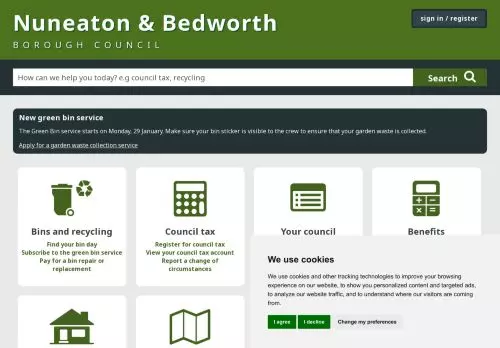 Nuneaton & Bedworth
BOROUGH COUNCIL
sign in / register
How can we help you today? e.g council tax, recycling
Search
New green bin service
The Green Bin service starts on Monday, 29 January. Make sure your bin sticker is visible to the crew to ensure that your garden waste is collected.
Apply for a garden waste collection service
Bins and recycling
Find your bin day
Subscribe to the green bin service
Pay for a bin repair or
replacement
Council tax
Register for council tax
View your council tax account
Report a change of
circumstances
Your council
Benefits
We use cookies
We use cookies and other tracking technologies to improve your browsing
experience on our website, to show you personalized content and targeted ads,
to analyze our website traffic, and to understand where our visitors are coming
from.
I agree
I decline
Change my preferences